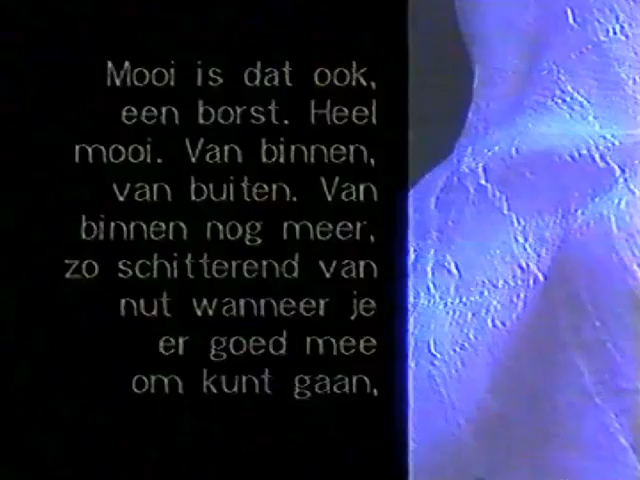 Mooi is dat ook,
een borst. Heel
mooi. Van binnen,
van buiten. Van
binnen nog meer,
zo schitterend van
nut wanneer je
er goed mee
om kunt gaan,